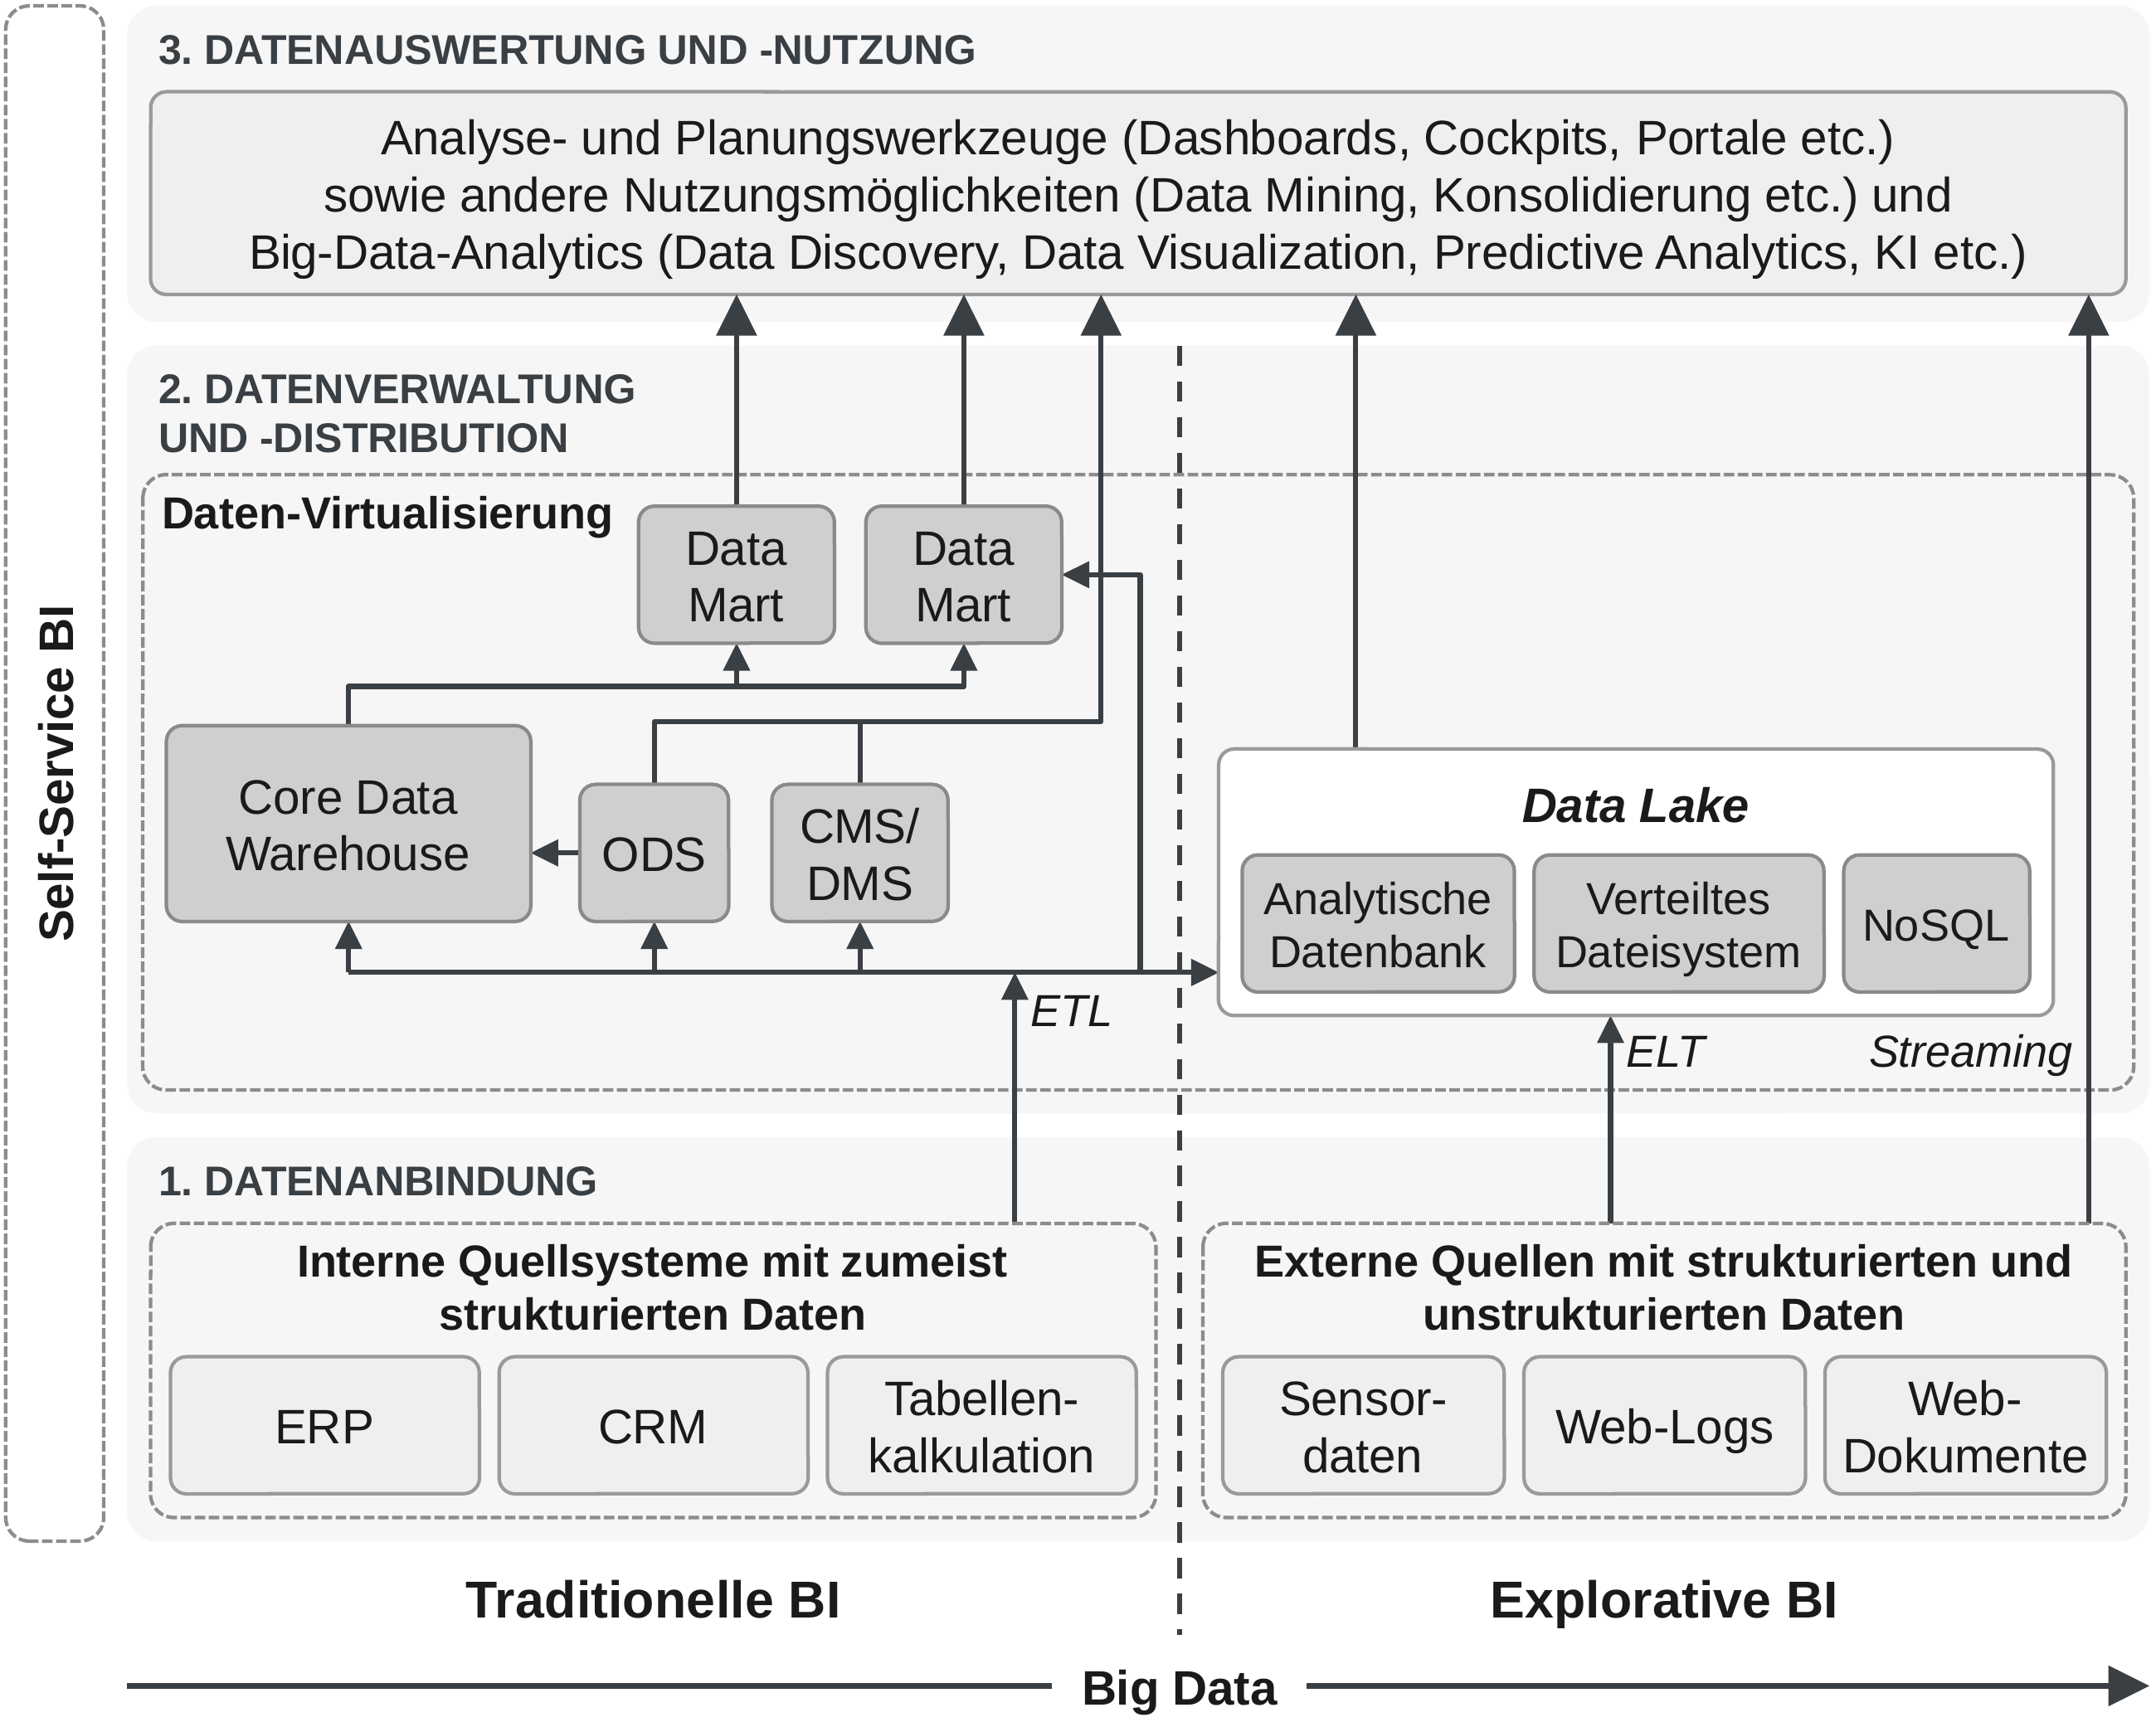 Self-Service BI
3. DATENAUSWERTUNG UND -NUTZUNG
Analyse- und Planungswerkzeuge (Dashboards, Cockpits, Portale etc.)
sowie andere Nutzungsmöglichkeiten (Data Mining, Konsolidierung etc.) und
Big-Data-Analytics (Data Discovery, Data Visualization, Predictive Analytics, KI etc.)
2. DATENVERWALTUNG
UND -DISTRIBUTION
Daten-Virtualisierung
Data
Mart
Data
Mart
Core Data
Warehouse
ODS
CMS/
DMS
Data Lake
Analytische
Datenbank
Verteiltes
Dateisystem
NoSQL
ETL
ELT
Streaming
1. DATENANBINDUNG
Interne Quellsysteme mit zumeist
strukturierten Daten
ERP
CRM
Tabellen-
kalkulation
Externe Quellen mit strukturierten und
unstrukturierten Daten
Sensor-
daten
Web-Logs
Web-
Dokumente
Traditionelle BI
Explorative BI
Big Data